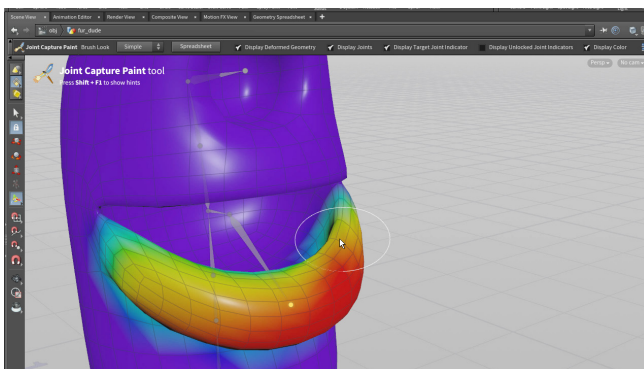 Scene View × Animation Editor × Render View × Composite View × Motion FX View × Geometry Spreadsheet × +
obj fur_dude
Joint Capture Paint Brush Look Simple Spreadsheet Display Deformed Geometry Display Joints Display Target Joint Indicator Display Unlocked Joint Indicators Display Color
Persp No cam
Joint Capture Paint tool
Press Shift + F1 to show hints